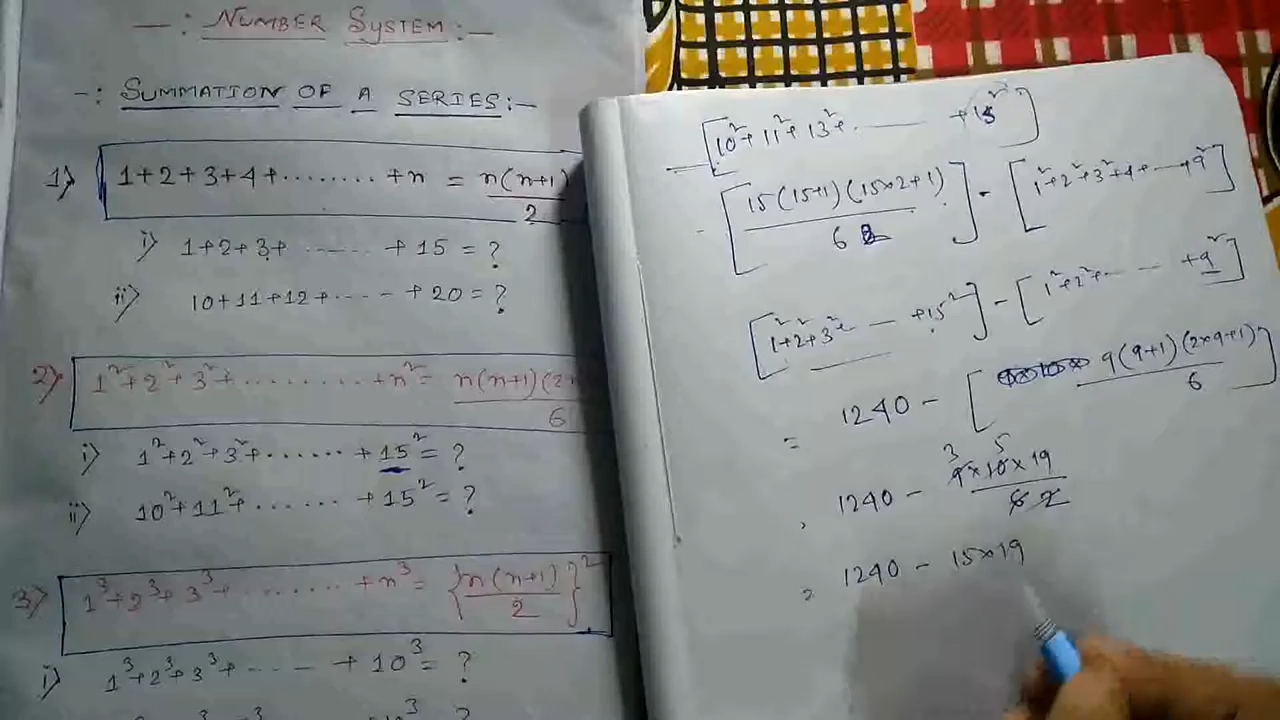 -: NUMBER SYSTEM :-
-: SUMMATION OF A SERIES:-
1) 1+2+3+4+........+n = n(n+1)/2
i) 1+2+3+ ...... +15 = ?
ii) 10+11+12+.....+20 = ?
2) 1²+2²+3²+.........+n² = n(n+1)(2/6
i) 1²+2²+3²+......+15² = ?
ii) 10²+11²+.......+15² = ?
3) 1³+2³+3³+........+n³ = {n(n+1)/2}²
i) 1³+2³+3³+-----+10³ = ?
[10²+11²+13²+.------+15²]
[15(15+1)(15×2+1)/6] - [1²+2²+3²+4+---+9²]
[1²+2²+3² --- +15²] - [1²+2²+--- - +9²]
= 1240 - [9(9+1)(2×9+1)/6]
, 1240 - 9×10×19/6 3 5 2
2 1240 - 15×19